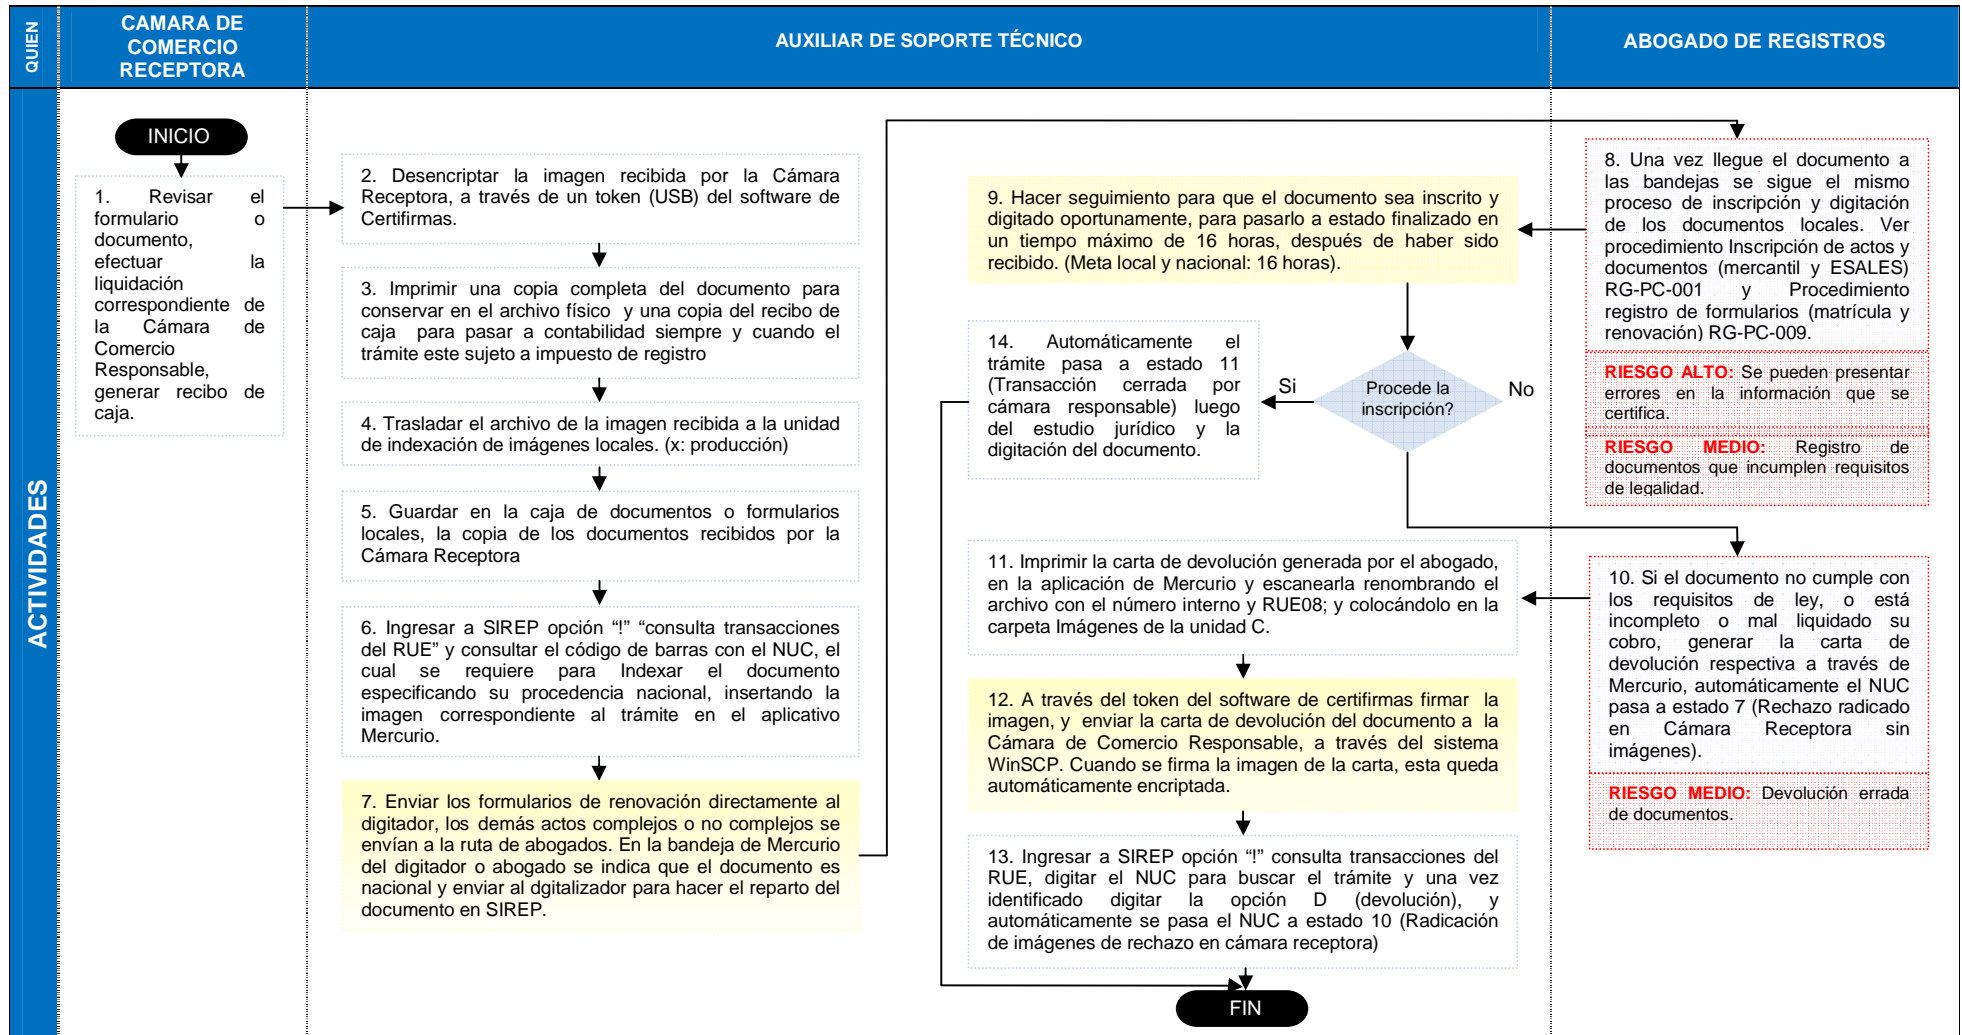 QUIEN
CAMARA DE
COMERCIO
RECEPTORA
AUXILIAR DE SOPORTE TÉCNICO
ABOGADO DE REGISTROS
ACTIVIDADES
INICIO
1. Revisar el
formulario o
documento,
efectuar la
liquidación
correspondiente de
la Cámara de
Comercio
Responsable,
generar recibo de
caja.
2. Desencriptar la imagen recibida por la Cámara
Receptora, a través de un token (USB) del software de
Certifirmas.
3. Imprimir una copia completa del documento para
conservar en el archivo físico y una copia del recibo de
caja para pasar a contabilidad siempre y cuando el
trámite este sujeto a impuesto de registro
4. Trasladar el archivo de la imagen recibida a la unidad
de indexación de imágenes locales. (x: producción)
5. Guardar en la caja de documentos o formularios
locales, la copia de los documentos recibidos por la
Cámara Receptora
6. Ingresar a SIREP opción “!” “consulta transacciones
del RUE” y consultar el código de barras con el NUC, el
cual se requiere para Indexar el documento
especificando su procedencia nacional, insertando la
imagen correspondiente al trámite en el aplicativo
Mercurio.
7. Enviar los formularios de renovación directamente al
digitador, los demás actos complejos o no complejos se
envían a la ruta de abogados. En la bandeja de Mercurio
del digitador o abogado se indica que el documento es
nacional y enviar al dgitalizador para hacer el reparto del
documento en SIREP.
8. Una vez llegue el documento a
las bandejas se sigue el mismo
proceso de inscripción y digitación
de los documentos locales. Ver
procedimiento Inscripción de actos y
documentos (mercantil y ESALES)
RG-PC-001 y Procedimiento
registro de formularios (matrícula y
renovación) RG-PC-009.
RIESGO ALTO: Se pueden presentar
errores en la información que se
certifica.
RIESGO MEDIO: Registro de
documentos que incumplen requisitos
de legalidad.
9. Hacer seguimiento para que el documento sea inscrito y
digitado oportunamente, para pasarlo a estado finalizado en
un tiempo máximo de 16 horas, después de haber sido
recibido. (Meta local y nacional: 16 horas).
Procede la
inscripción?
Si
No
14. Automáticamente el
trámite pasa a estado 11
(Transacción cerrada por
cámara responsable) luego
del estudio jurídico y la
digitación del documento.
10. Si el documento no cumple con
los requisitos de ley, o está
incompleto o mal liquidado su
cobro, generar la carta de
devolución respectiva a través de
Mercurio, automáticamente el NUC
pasa a estado 7 (Rechazo radicado
en Cámara Receptora sin
imágenes).
RIESGO MEDIO: Devolución errada
de documentos.
11. Imprimir la carta de devolución generada por el abogado,
en la aplicación de Mercurio y escanearla renombrando el
archivo con el número interno y RUE08; y colocándolo en la
carpeta Imágenes de la unidad C.
12. A través del token del software de certifirmas firmar la
imagen, y enviar la carta de devolución del documento a la
Cámara de Comercio Responsable, a través del sistema
WinSCP. Cuando se firma la imagen de la carta, esta queda
automáticamente encriptada.
13. Ingresar a SIREP opción “!” consulta transacciones del
RUE, digitar el NUC para buscar el trámite y una vez
identificado digitar la opción D (devolución), y
automáticamente se pasa el NUC a estado 10 (Radicación
de imágenes de rechazo en cámara receptora)
FIN